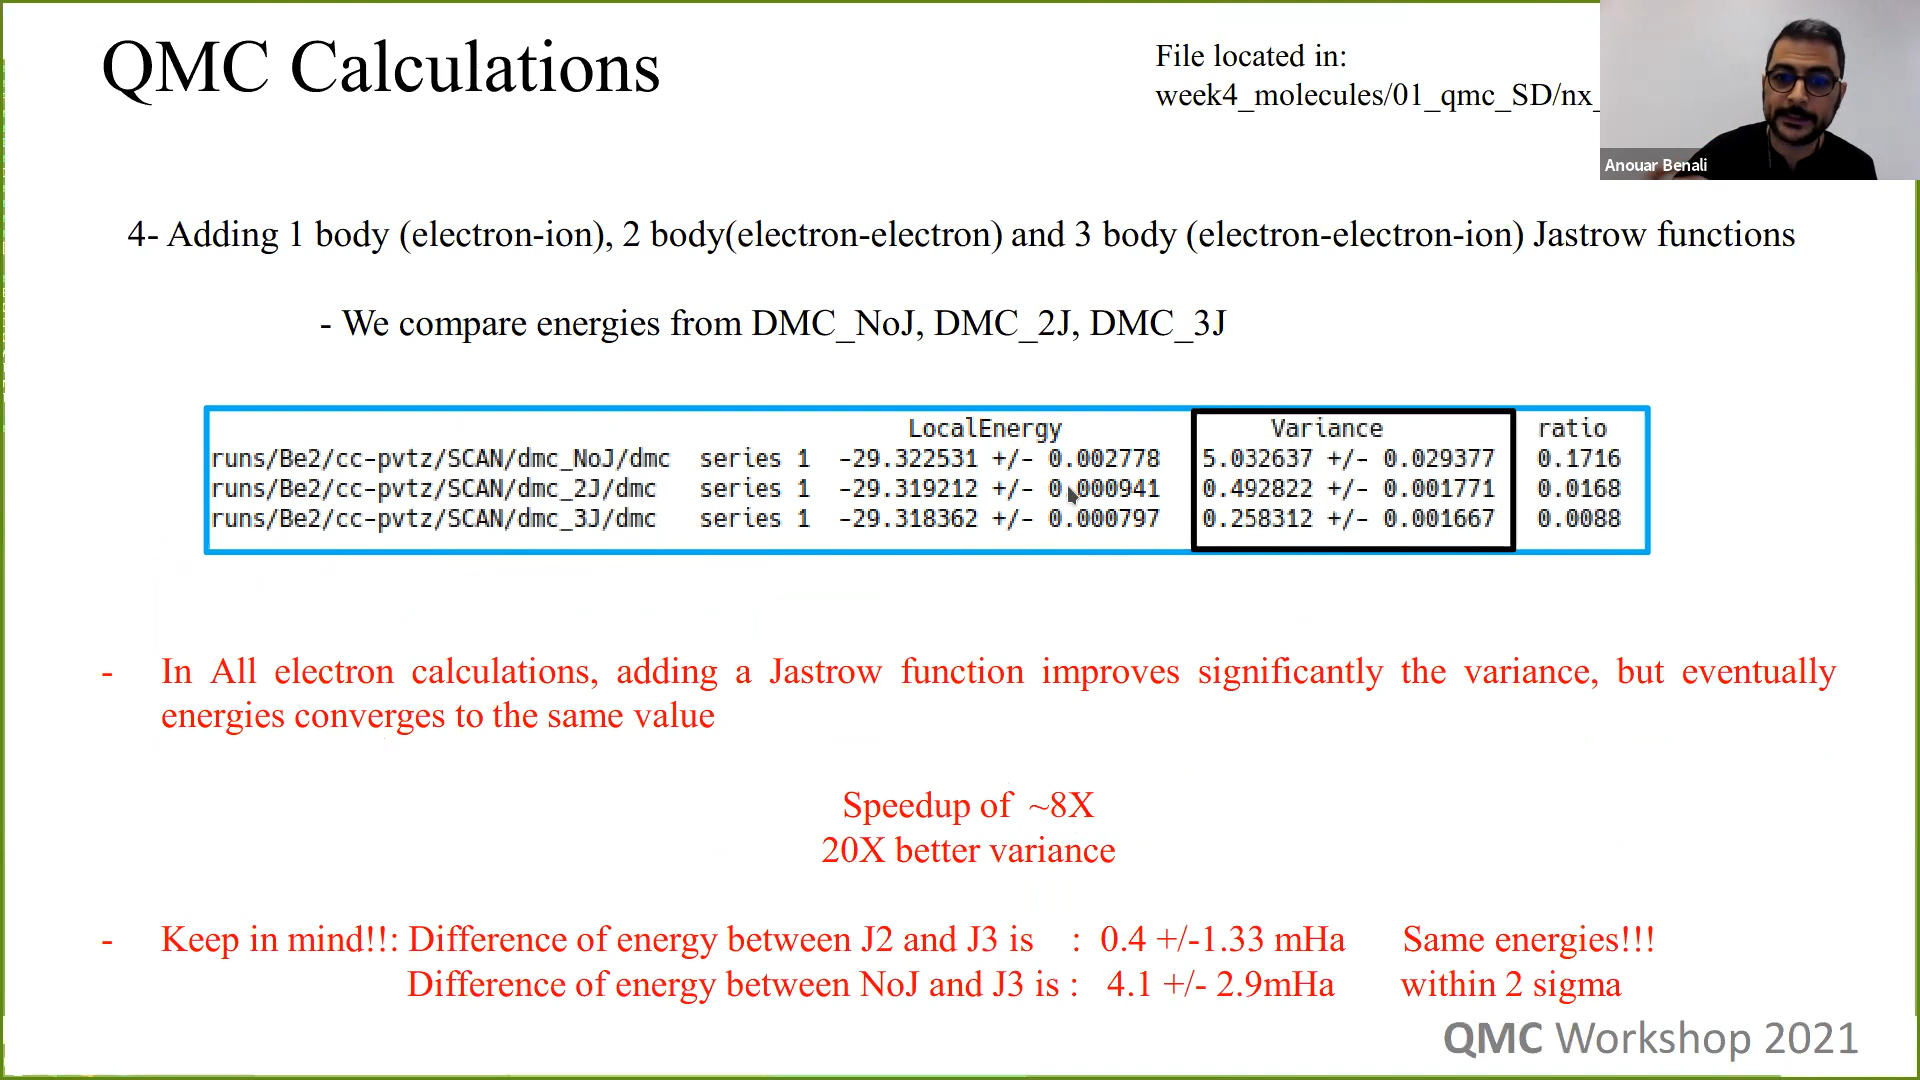 QMC Calculations
File located in:
week4_molecules/01_qmc_SD/nx_
Anouar Benali
4- Adding 1 body (electron-ion), 2 body(electron-electron) and 3 body (electron-electron-ion) Jastrow functions
- We compare energies from DMC_NoJ, DMC_2J, DMC_3J
LocalEnergy Variance ratio
runs/Be2/cc-pvtz/SCAN/dmc_NoJ/dmc series 1 -29.322531 +/- 0.002778 5.032637 +/- 0.029377 0.1716
runs/Be2/cc-pvtz/SCAN/dmc_2J/dmc series 1 -29.319212 +/- 0.000941 0.492822 +/- 0.001771 0.0168
runs/Be2/cc-pvtz/SCAN/dmc_3J/dmc series 1 -29.318362 +/- 0.000797 0.258312 +/- 0.001667 0.0088
- In All electron calculations, adding a Jastrow function improves significantly the variance, but eventually
energies converges to the same value
Speedup of ~8X
20X better variance
- Keep in mind!!: Difference of energy between J2 and J3 is : 0.4 +/-1.33 mHa Same energies!!!
Difference of energy between NoJ and J3 is : 4.1 +/- 2.9mHa within 2 sigma
QMC Workshop 2021